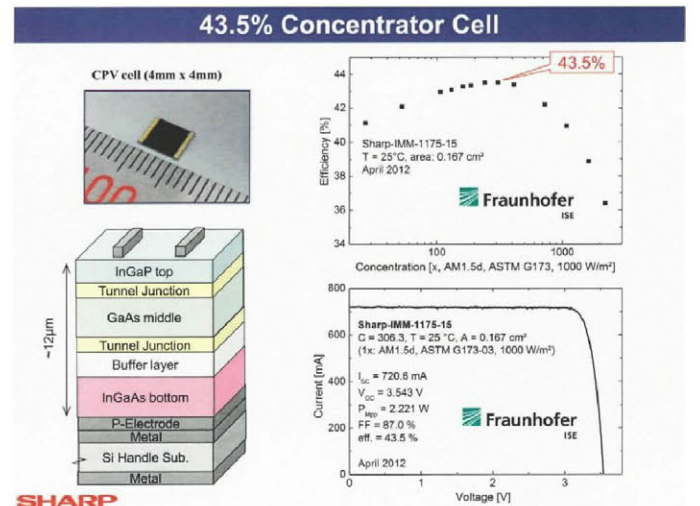 43.5% Concentrator Cell
CPV cell (4mm x 4mm)
100
InGaP top
Tunnel Junction
GaAs middle
Tunnel Junction
Buffer layer
InGaAs bottom
P-Electrode
Metal
Si Handle Sub.
Metal
~12μm
SHARP
43.5%
44
42
40
38
36
34
Efficiency [%]
Sharp-IMM-1175-15
T = 25°C, area: 0.167 cm²
April 2012
Fraunhofer
ISE
100
1000
Concentration [x, AM1.5d, ASTM G173, 1000 W/m²]
800
600
400
200
0
Current [mA]
Sharp-IMM-1175-15
C = 306.3, T = 25 °C, A = 0.167 cm²
(1x: AM1.5d, ASTM G173-03, 1000 W/m²)
I_SC = 720.6 mA
V_OC = 3.543 V
P_Mpp = 2.221 W
FF = 87.0 %
eff. = 43.5 %
April 2012
Fraunhofer
ISE
0
1
2
3
Voltage [V]